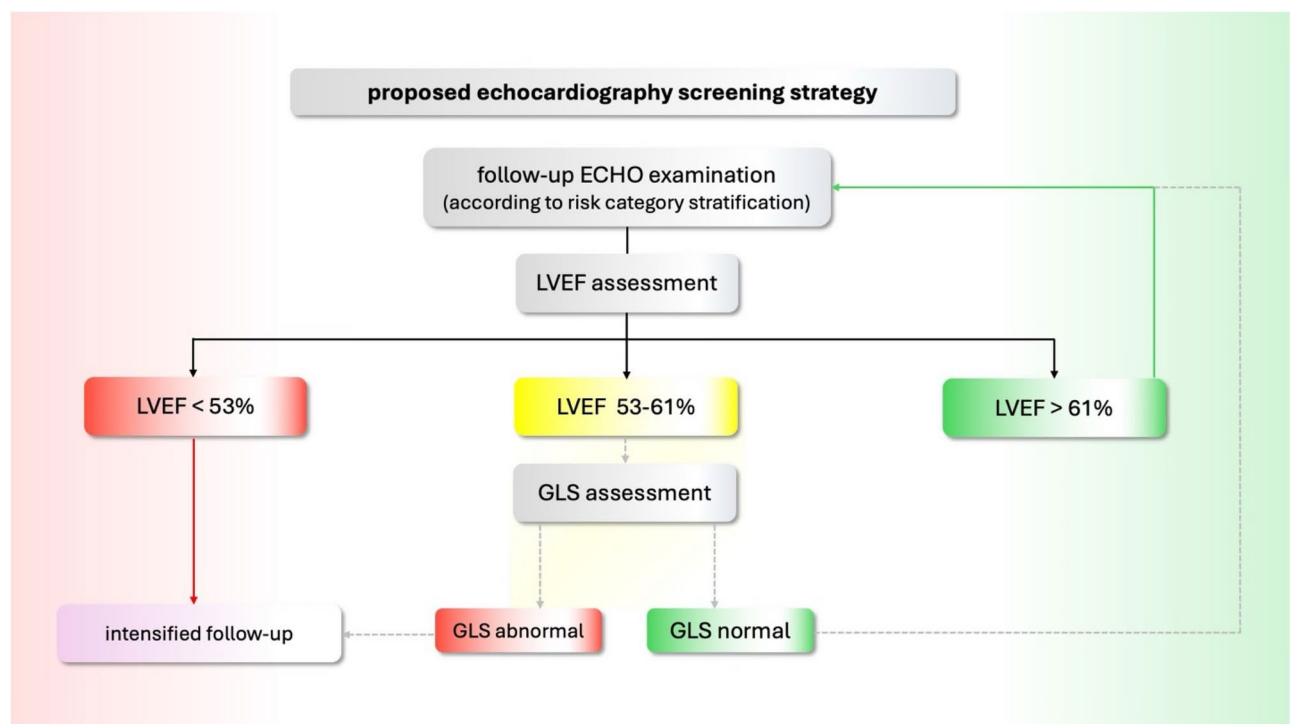 proposed echocardiography screening strategy
follow-up ECHO examination
(according to risk category stratification)
LVEF assessment
LVEF < 53%
LVEF 53-61%
LVEF > 61%
GLS assessment
intensified follow-up
GLS abnormal
GLS normal